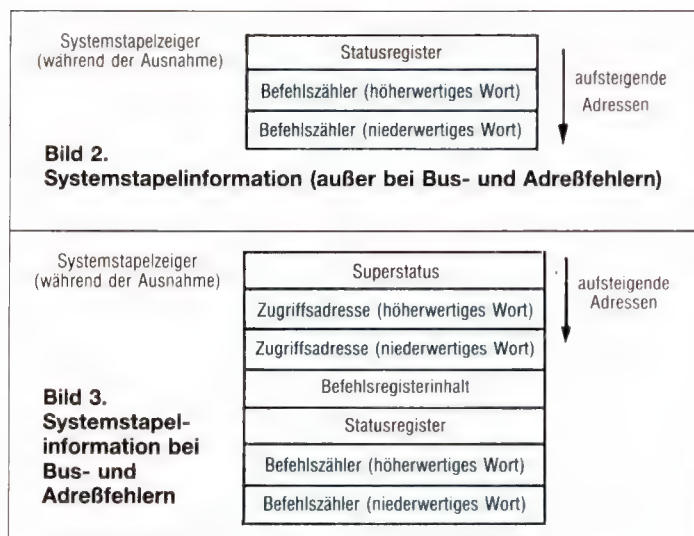 Systemstapelzeiger
(während der Ausnahme)
Statusregister
Befehlszähler (höherwertiges Wort)
Befehlszähler (niederwertiges Wort)
aufsteigende
Adressen
Bild 2.
Systemstapelinformation (außer bei Bus- und Adreßfehlern)
Systemstapelzeiger
(während der Ausnahme)
Superstatus
Zugriffsadresse (höherwertiges Wort)
Zugriffsadresse (niederwertiges Wort)
Befehlsregisterinhalt
Statusregister
Befehlszähler (höherwertiges Wort)
Befehlszähler (niederwertiges Wort)
aufsteigende
Adressen
Bild 3.
Systemstapel-
information bei
Bus- und
Adreßfehlern